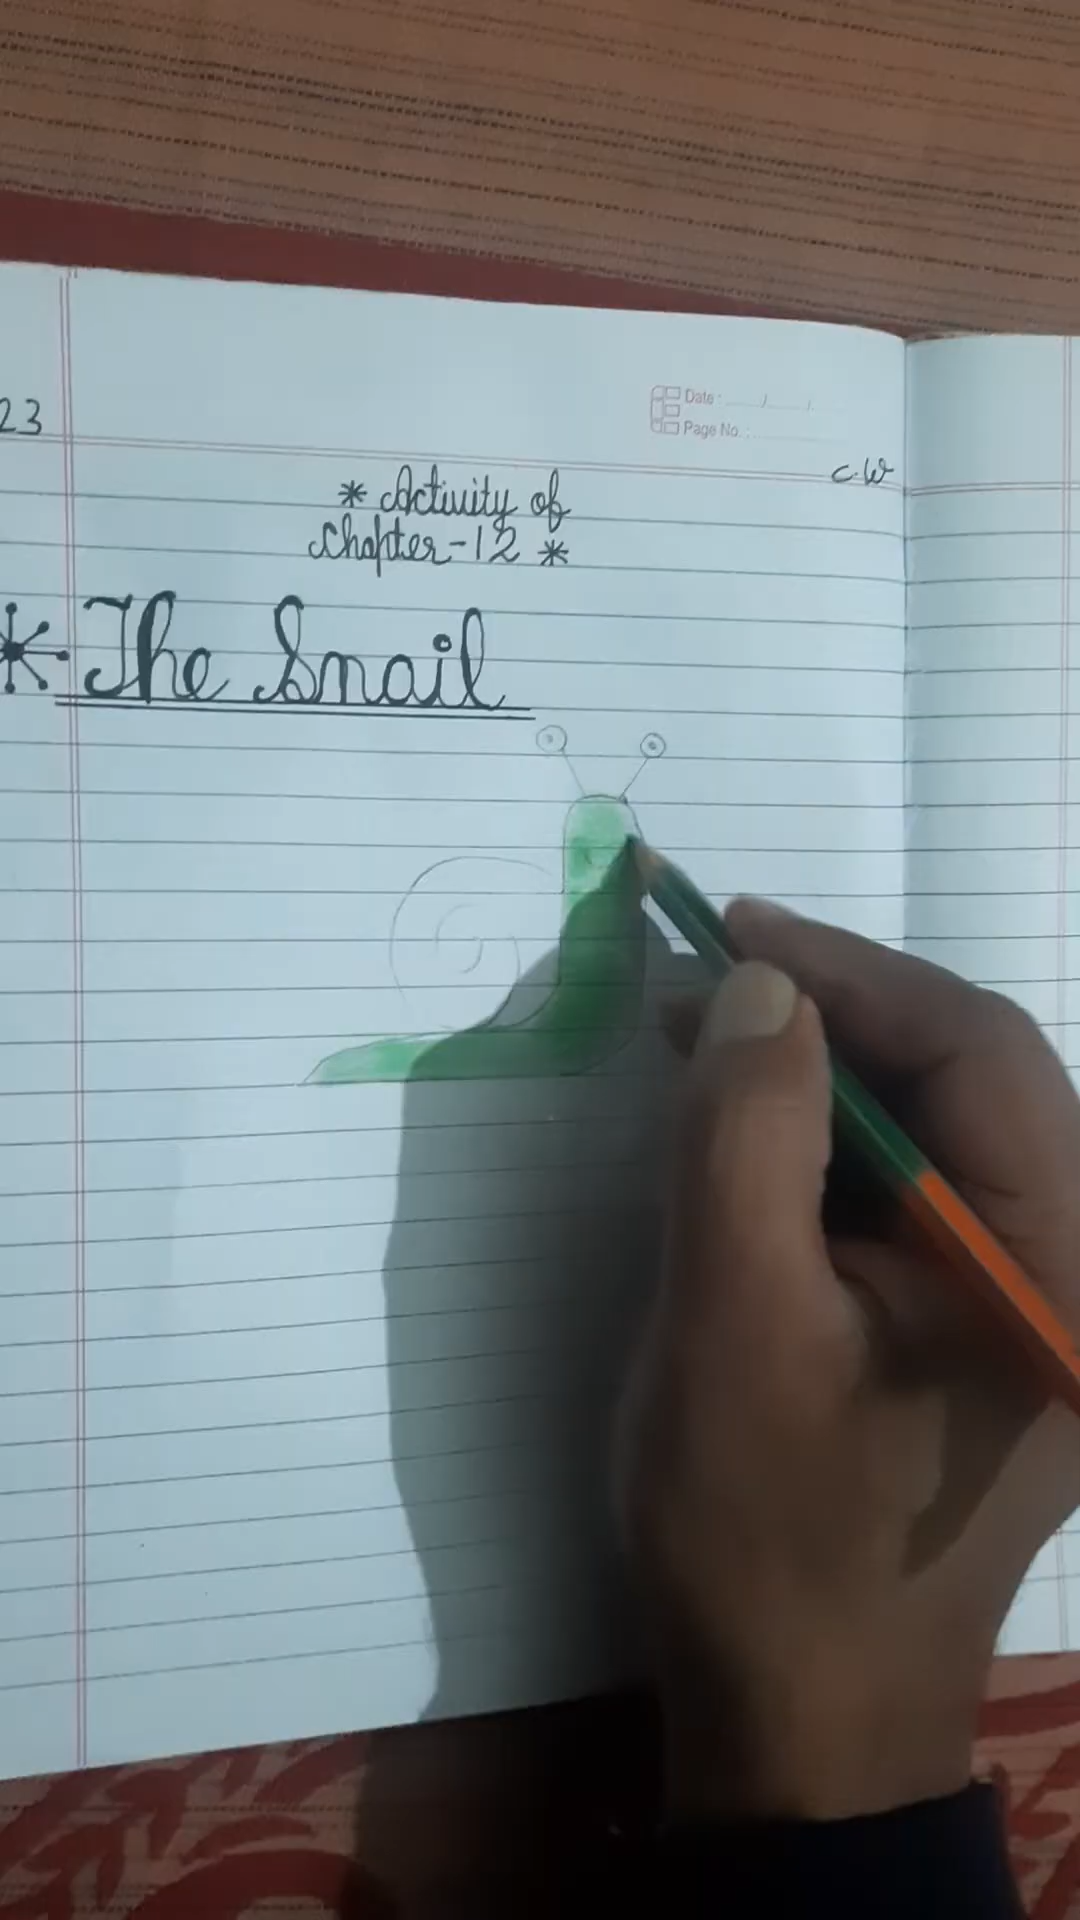 Date : ....../....../......
Page No. : ..................
23
C.W
* Activity of
Chapter-12 *
* The Snail